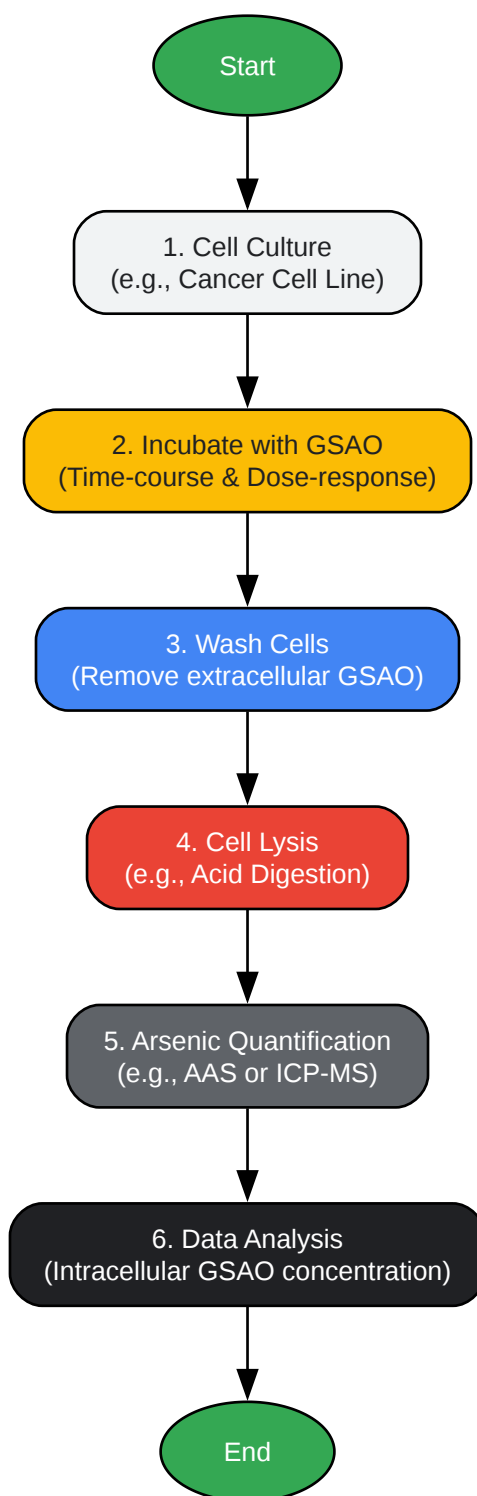 Start
1. Cell Culture
(e.g., Cancer Cell Line)
2. Incubate with GSAO
(Time-course & Dose-response)
3. Wash Cells
(Remove extracellular GSAO)
4. Cell Lysis
(e.g., Acid Digestion)
5. Arsenic Quantification
(e.g., AAS or ICP-MS)
6. Data Analysis
(Intracellular GSAO concentration)
End